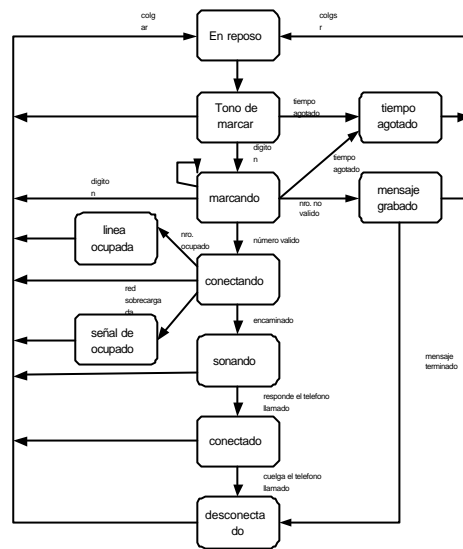 colg
ar
En reposo
colgs
r
Tono de
marcar
tiempo
agotado
tiempo
agotado
digito
n
tiempo
agotado
digito
n
marcando
nro. no
valido
mensaje
grabado
linea
ocupada
nro.
ocupado
número valido
conectando
red
sobrecarga
da
señal de
ocupado
encaminado
sonando
mensaje
terminado
responde el telefono
llamado
conectado
cuelga el telefono
llamado
desconecta
do